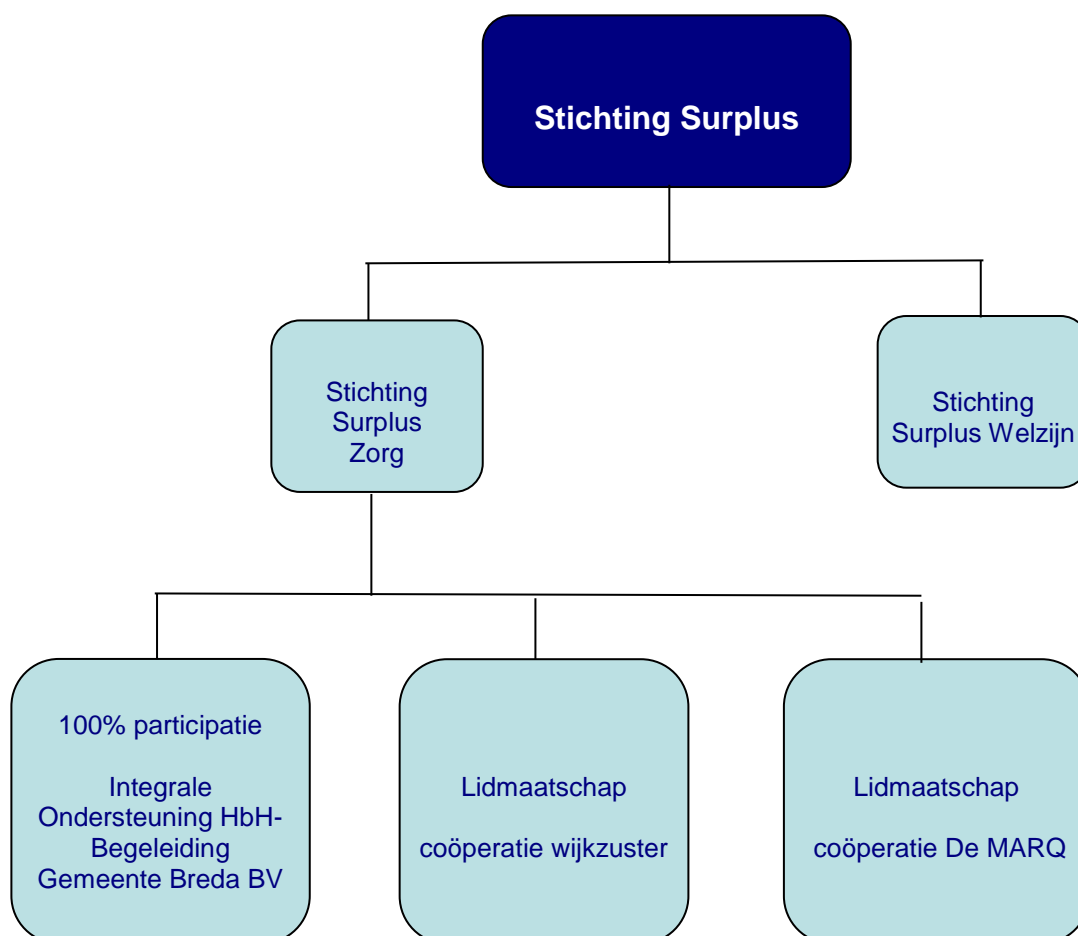 Stichting Surplus
Stichting
Surplus
Zorg
Stichting
Surplus Welzijn
100% participatie
Integrale
Ondersteuning HbH-
Begeleiding
Gemeente Breda BV
Lidmaatschap
coöperatie wijkzuster
Lidmaatschap
coöperatie De MARQ